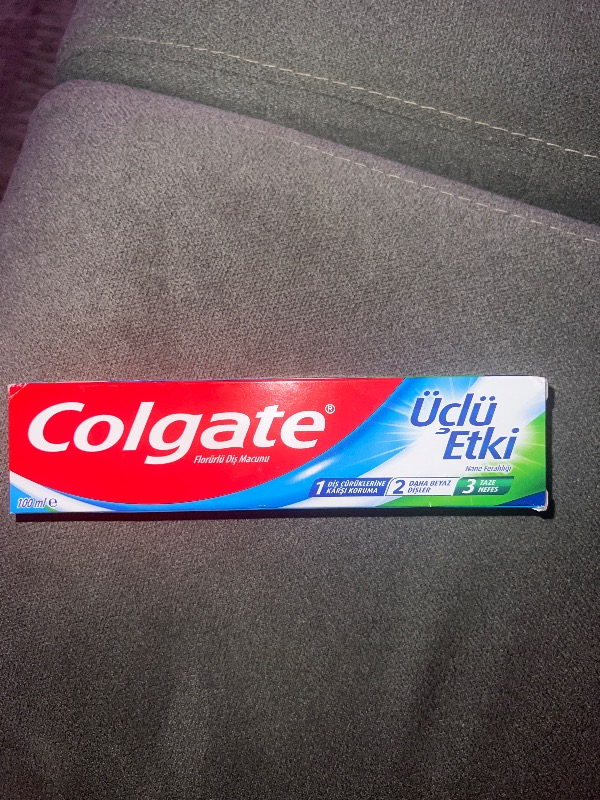 Colgate®
Florürlü Diş Macunu
100 ml ℮
Üçlü
Etki
Nane Ferahlığı
1 DİŞ ÇÜRÜKLERİNE
KARŞI KORUMA
2 DAHA BEYAZ
DİŞLER
3 TAZE
NEFES